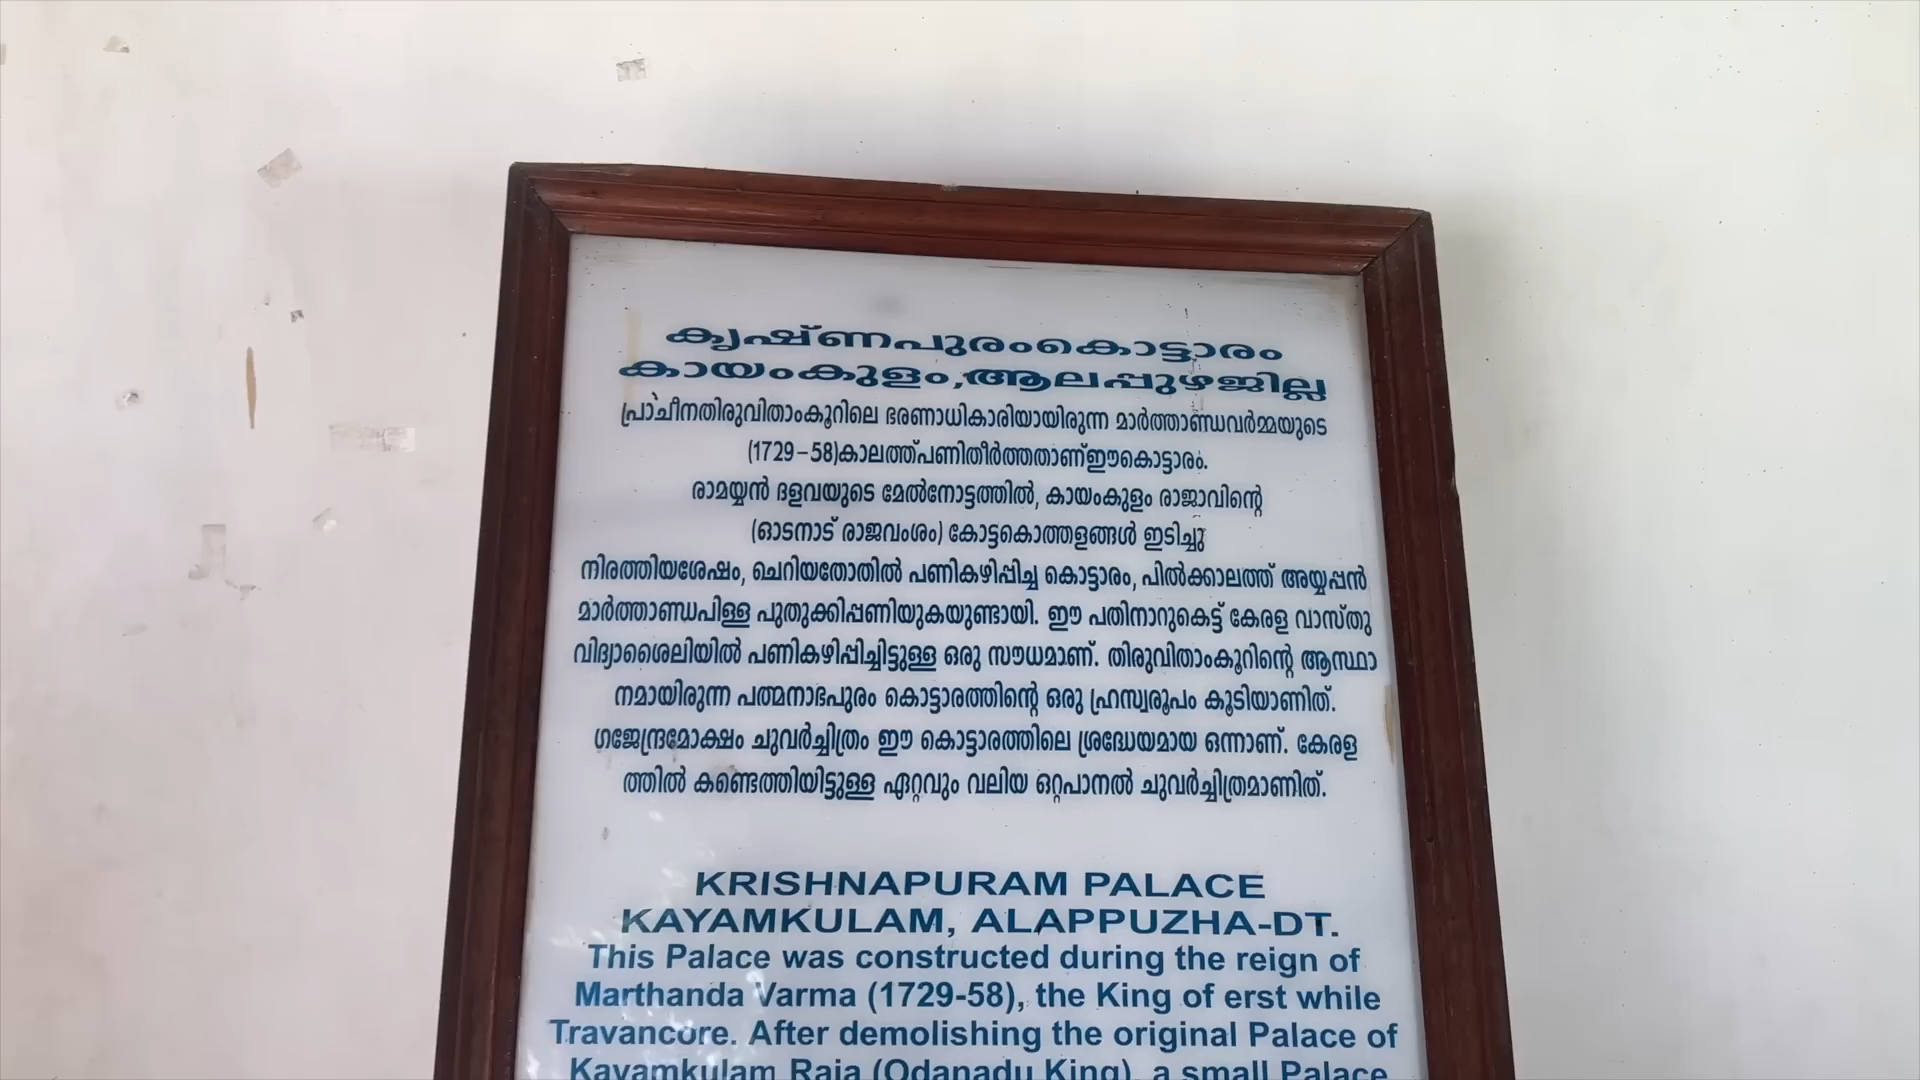 കൃഷ്ണപുരംകൊട്ടാരം
കായംകുളം,ആലപ്പുഴജില്ല
പ്രാചീനതിരുവിതാംകൂറിലെ ഭരണാധികാരിയായിരുന്ന മാർത്താണ്ഡവർമ്മയുടെ
(1729-58)കാലത്ത്പണിതീർത്തതാണ്ഈകൊട്ടാരം.
രാമയ്യൻ ദളവയുടെ മേൽനോട്ടത്തിൽ, കായംകുളം രാജാവിന്റെ
(ഓടനാട് രാജവംശം) കോട്ടകൊത്തളങ്ങൾ ഇടിച്ചു
നിരത്തിയശേഷം, ചെറിയതോതിൽ പണികഴിപ്പിച്ച കൊട്ടാരം, പിൽക്കാലത്ത് അയ്യപ്പൻ
മാർത്താണ്ഡപിള്ള പുതുക്കിപ്പണിയുകയുണ്ടായി. ഈ പതിനാറുകെട്ട് കേരള വാസ്തു
വിദ്യാശൈലിയിൽ പണികഴിപ്പിച്ചിട്ടുള്ള ഒരു സൗധമാണ്. തിരുവിതാംകൂറിന്റെ ആസ്ഥാ
നമായിരുന്ന പത്മനാഭപുരം കൊട്ടാരത്തിന്റെ ഒരു ഹ്രസ്വരൂപം കൂടിയാണിത്.
ഗജേന്ദ്രമോക്ഷം ചുവർച്ചിത്രം ഈ കൊട്ടാരത്തിലെ ശ്രദ്ധേയമായ ഒന്നാണ്. കേരള
ത്തിൽ കണ്ടെത്തിയിട്ടുള്ള ഏറ്റവും വലിയ ഒറ്റപാനൽ ചുവർച്ചിത്രമാണിത്.
KRISHNAPURAM PALACE
KAYAMKULAM, ALAPPUZHA-DT.
This Palace was constructed during the reign of
Marthanda Varma (1729-58), the King of erst while
Travancore. After demolishing the original Palace of
Kayamkulam Raja (Odanadu King), a small Palace